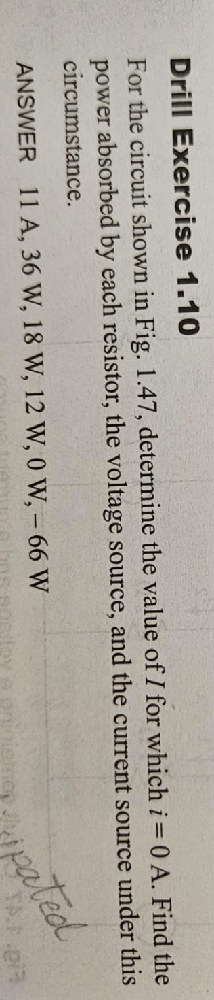 Drill Exercise 1.10
For the circuit shown in Fig. 1.47, determine the value of I for which i = 0 A. Find the
power absorbed by each resistor, the voltage source, and the current source under this
circumstance.
ANSWER 11 A, 36 W, 18 W, 12 W, 0 W, – 66 W